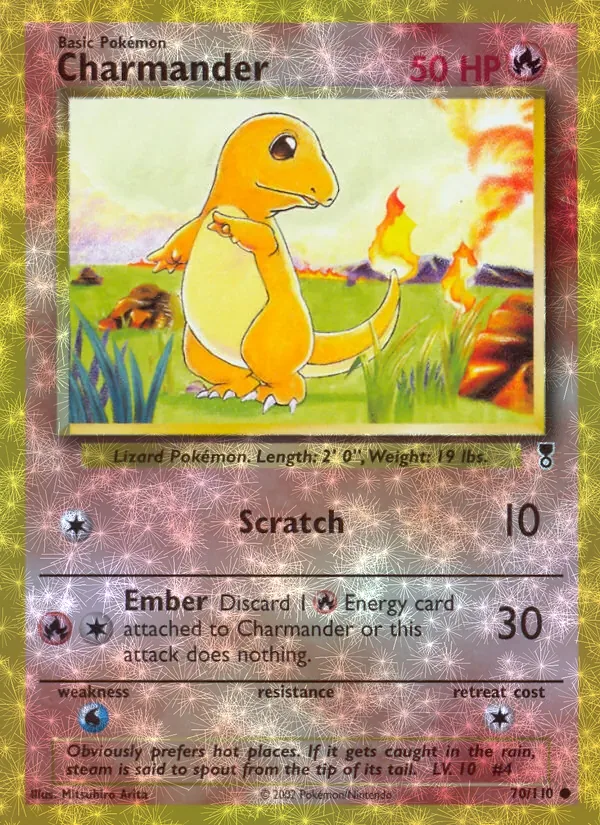 Basic Pokémon
Charmander 50 HP
Lizard Pokémon. Length: 2' 0", Weight: 19 lbs.
Scratch 10
Ember Discard 1 Energy card
attached to Charmander or this
attack does nothing.
30
weakness resistance retreat cost
Obviously prefers hot places. If it gets caught in the rain,
steam is said to spout from the tip of its tail. LV. 10 #4
Illus. Mitsuhiro Arita © 2002 Pokémon/Nintendo 70/110